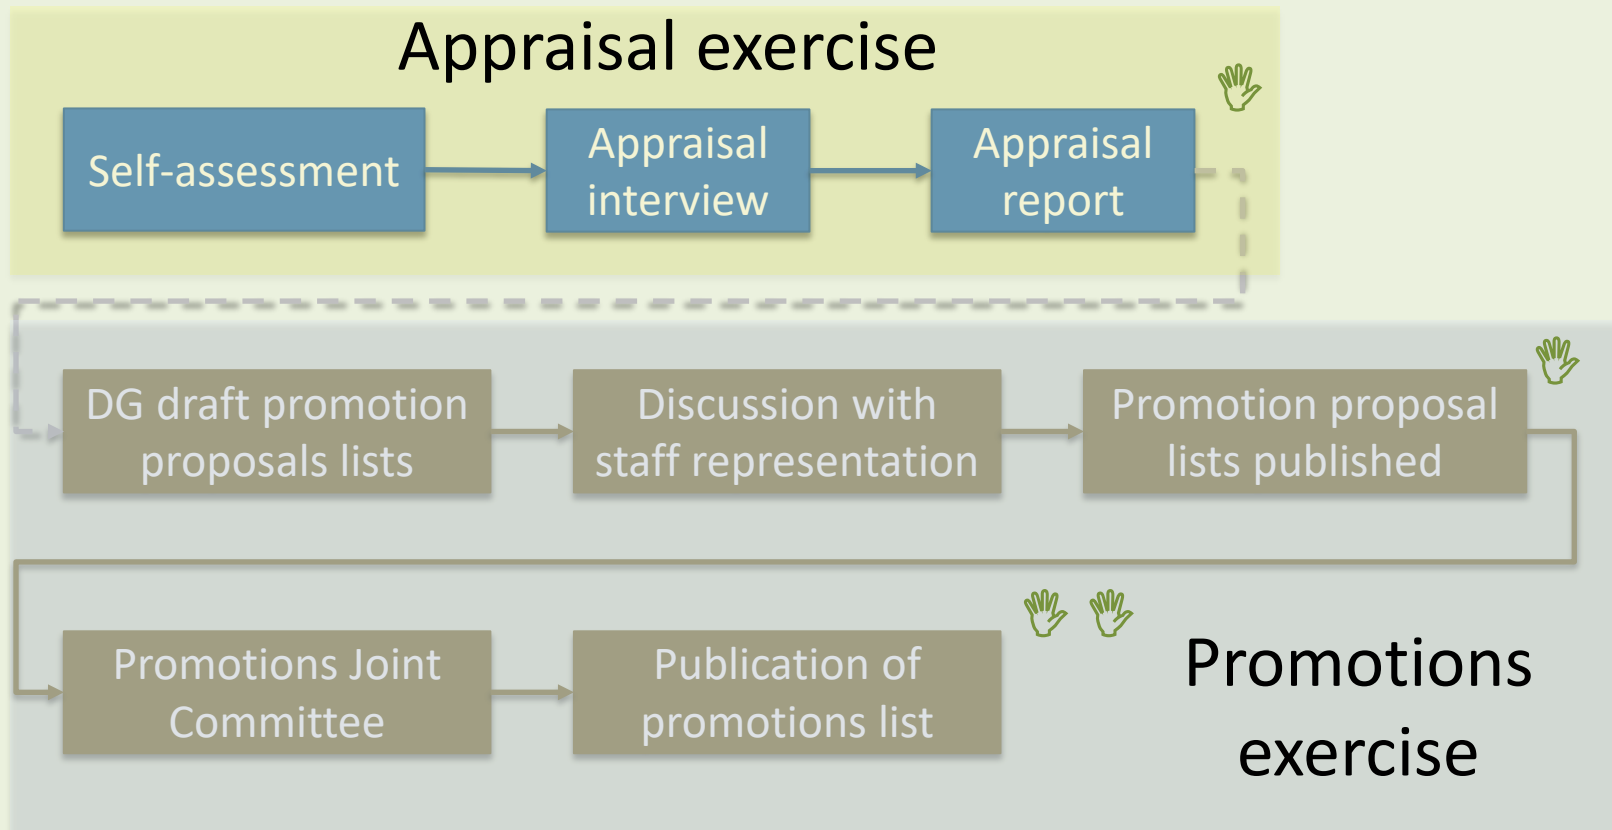 Appraisal exercise
Self-assessment
Appraisal
interview
Appraisal
report
DG draft promotion
proposals lists
Discussion with
staff representation
Promotion proposal
lists published
Promotions Joint
Committee
Publication of
promotions list
Promotions
exercise